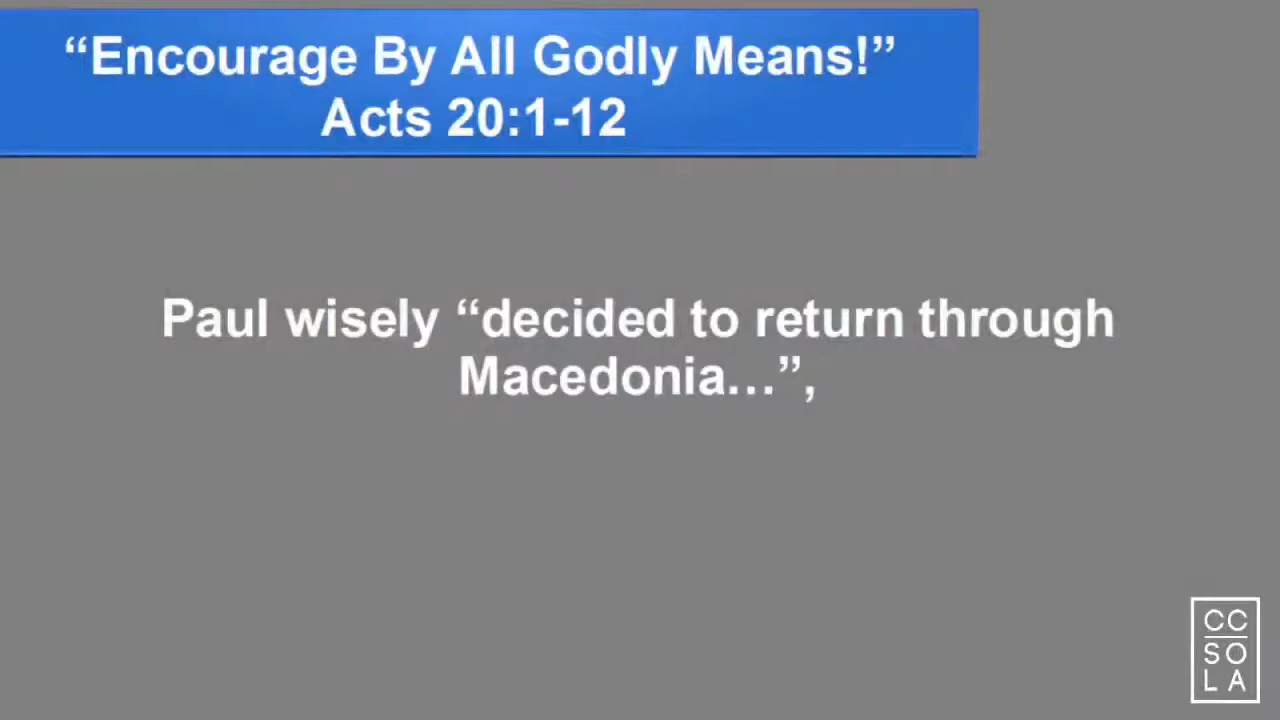 “Encourage By All Godly Means!”
Acts 20:1-12
Paul wisely “decided to return through
Macedonia…”,
CC
SO
LA